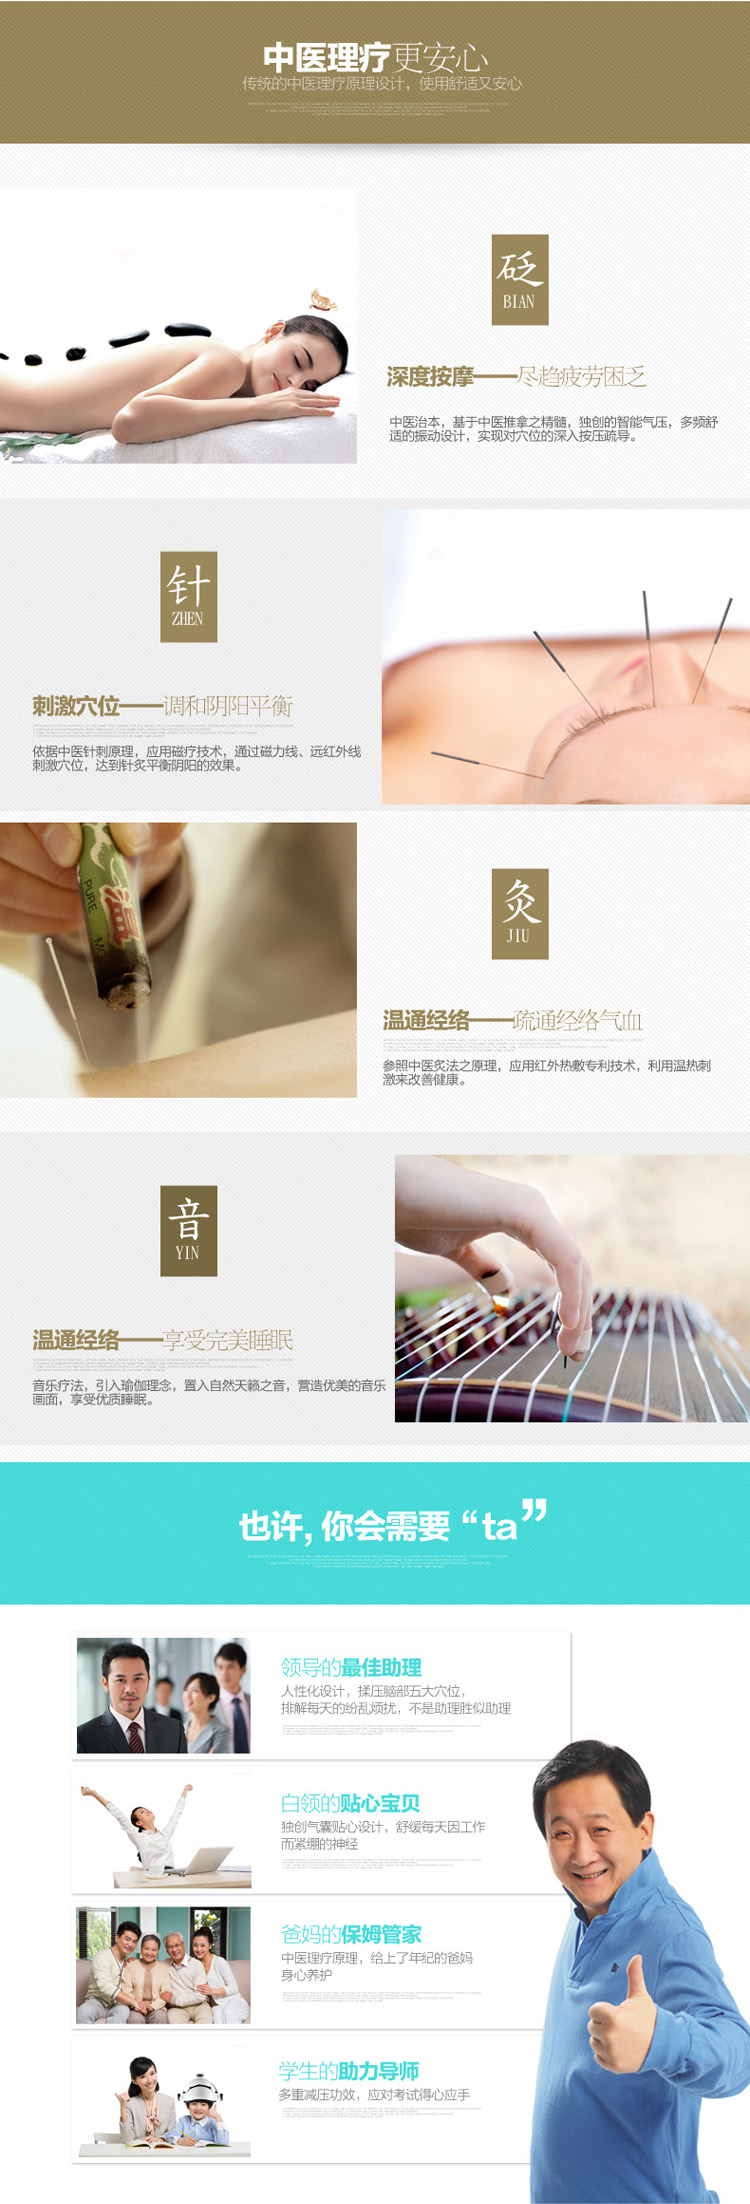 中医理疗更安心
传统的中医理疗原理设计，使用舒适又安心
砭
BIAN
深度按摩——尽趋疲劳困乏
中医治本，基于中医推拿之精髓，独创的智能气压，多频舒
适的振动设计，实现对穴位的深入按压疏导。
针
ZHEN
刺激穴位——调和阴阳平衡
依据中医针刺原理，应用磁疗技术，通过磁力线、远红外线
刺激穴位，达到针炙平衡阴阳的效果。
温
PURE
MO
灸
JIU
温通经络——疏通经络气血
参照中医炙法之原理，应用红外热敷专利技术，利用温热刺
激来改善健康。
音
YIN
温通经络——享受完美睡眠
音乐疗法，引入瑜伽理念，置入自然天籁之音，营造优美的音乐
画面，享受优质睡眠。
也许，你会需要“ta”
领导的最佳助理
人性化设计，揉压脑部五大穴位，
排解每天的纷乱烦扰，不是助理胜似助理
白领的贴心宝贝
独创气囊贴心设计，舒缓每天因工作
而紧绷的神经
爸妈的保姆管家
中医理疗原理，给上了年纪的爸妈
身心养护
学生的助力导师
多重减压功效，应对考试得心应手